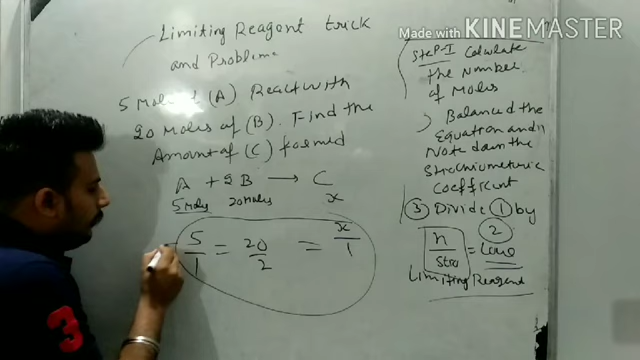 Made with KINEMASTER
Limiting Reagent trick
and Problem
5 Moles of (A) React with
20 Moles of (B). Find the
Amount of (C) formed
A + 2B → C
5 Moles 20 Moles x
5/1 = 20/2 = x/1
Step-I Calculate
the Number
of Moles
Balanced the
Equation and
Note down the
Strochiometric
Coefficient
③ Divide ① by
②
n/Stro = Low
Limiting Reagent
3